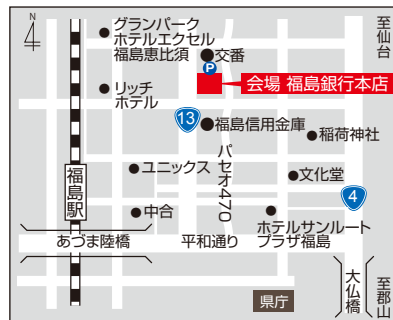 N
4
グランパーク
ホテルエクセル
福島恵比須
交番
P
至仙台
会場 福島銀行本店
リッチ
ホテル
13
福島信用金庫
稲荷神社
パセオ470
ユニックス
文化堂
福島駅
4
中合
ホテルサンルート
プラザ福島
あづま陸橋
平和通り
大仏橋
至郡山
県庁